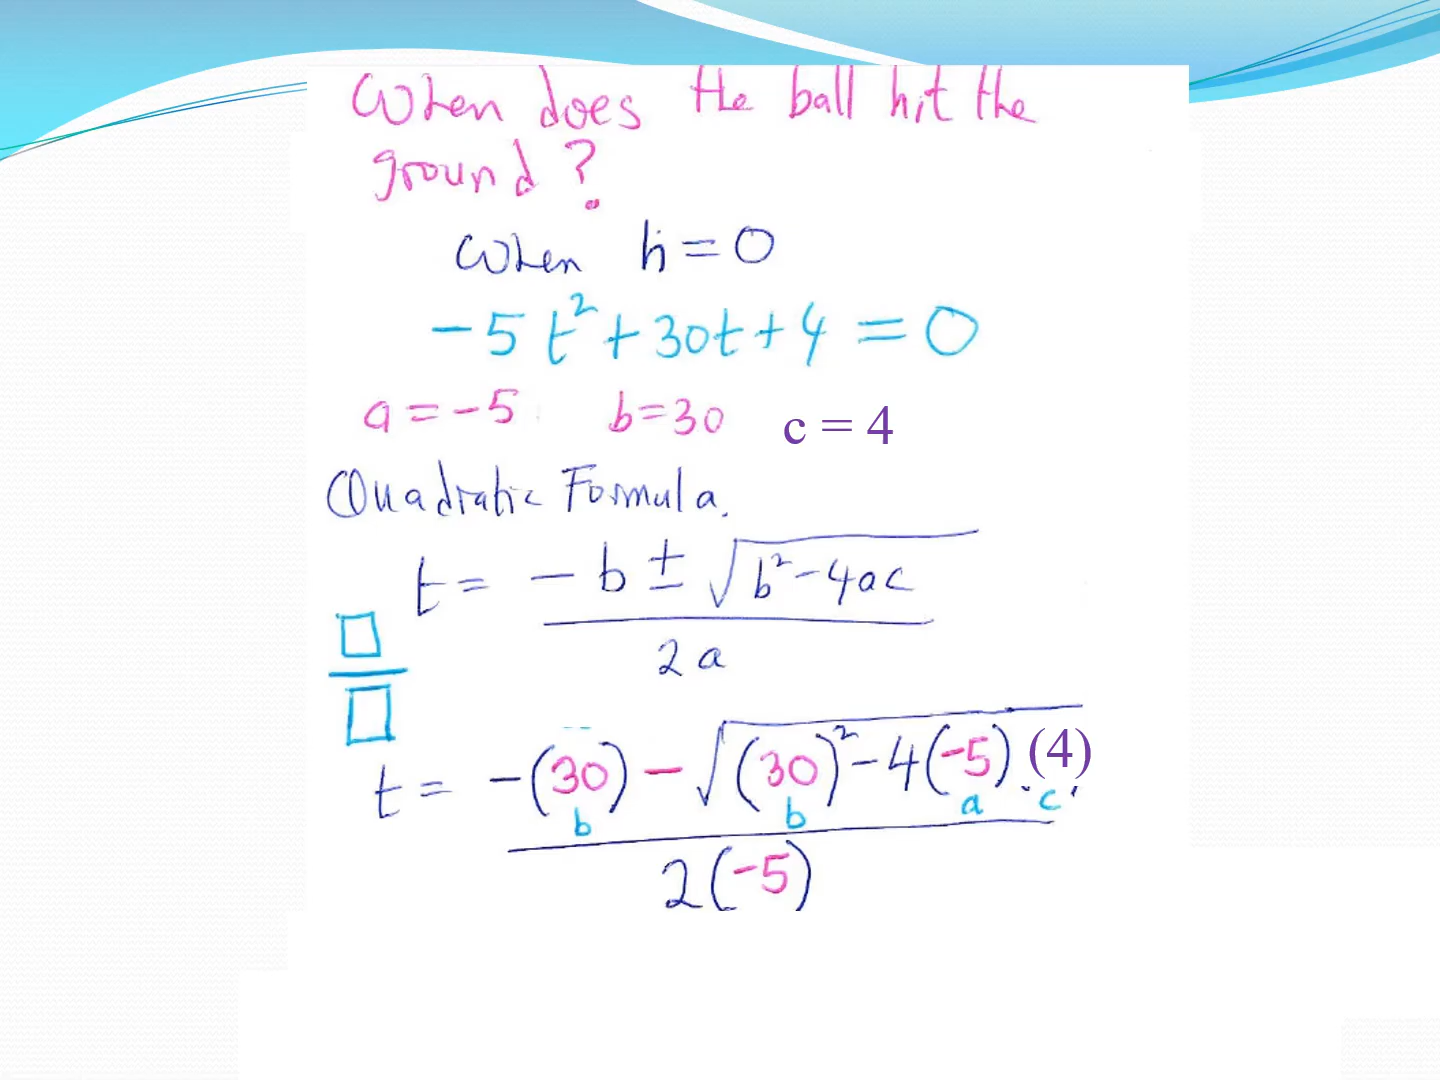 When does the ball hit the
ground?
When h = 0
-5t² + 30t + 4 = 0
a = -5 b = 30 c = 4
Quadratic Formula.
t = -b ± √b² - 4ac
2a
t = -(30) - √(30)² - 4(-5)(4)
b b a c
2(-5)